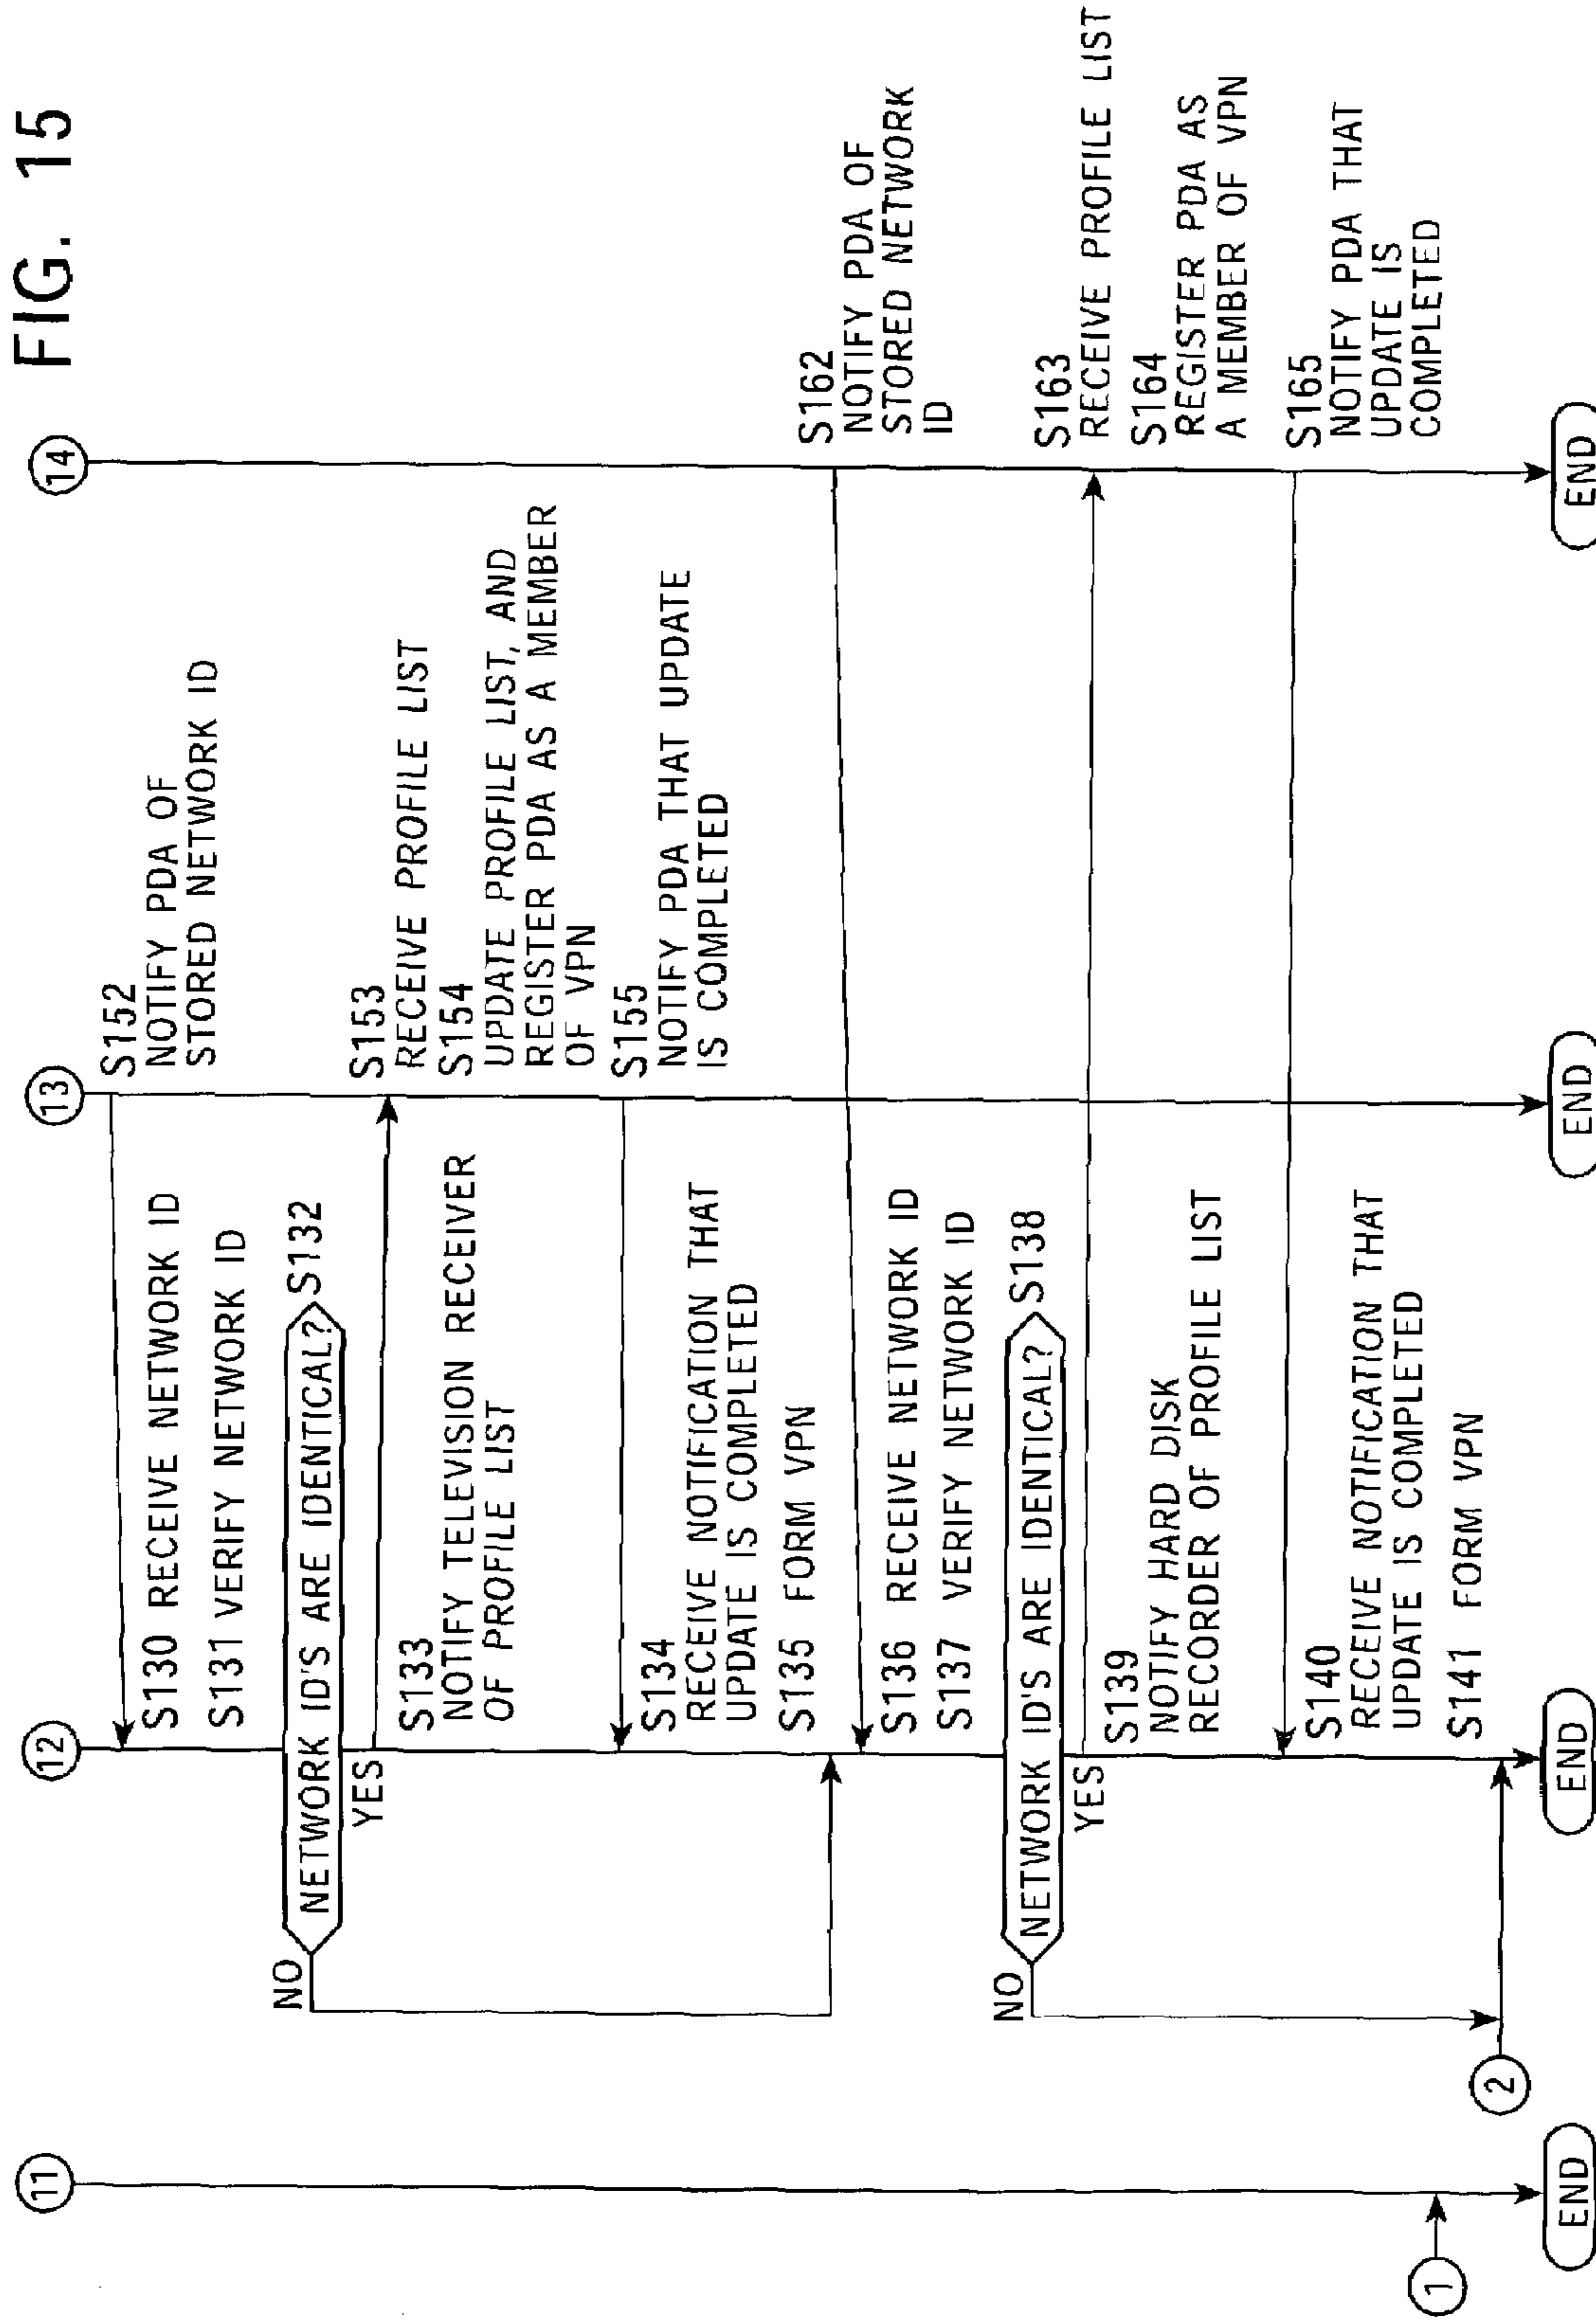 FIG. 15
11
12
13
14
S152
NOTIFY PDA OF
STORED NETWORK ID
S130 RECEIVE NETWORK ID
S131 VERIFY NETWORK ID
NETWORK ID'S ARE IDENTICAL?
S132
NO
YES
S133
NOTIFY TELEVISION RECEIVER
OF PROFILE LIST
S153
RECEIVE PROFILE LIST
S154
UPDATE PROFILE LIST, AND
REGISTER PDA AS A MEMBER
OF VPN
S155
NOTIFY PDA THAT UPDATE
IS COMPLETED
S134
RECEIVE NOTIFICATION THAT
UPDATE IS COMPLETED
S135 FORM VPN
S162
NOTIFY PDA OF
STORED NETWORK
ID
S136 RECEIVE NETWORK ID
S137 VERIFY NETWORK ID
NETWORK ID'S ARE IDENTICAL?
S138
NO
YES
S139
NOTIFY HARD DISK
RECORDER OF PROFILE LIST
S163
RECEIVE PROFILE LIST
S164
REGISTER PDA AS
A MEMBER OF VPN
S165
NOTIFY PDA THAT
UPDATE IS
COMPLETED
S140
RECEIVE NOTIFICATION THAT
UPDATE IS COMPLETED
S141 FORM VPN
1
2
END
END
END
END